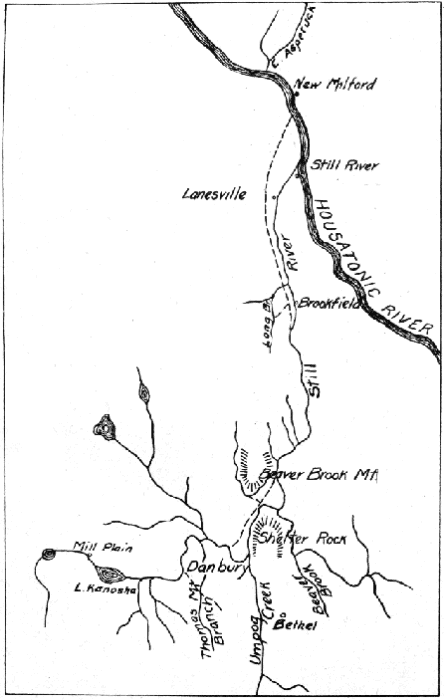 E. Asperuck
New Milford
Still River
Lanesville
HOUSATONIC RIVER
River
Brookfield
Long B.
Still
Beaver Brook Mt.
Shelter Rock
Mill Plain
Danbury
L. Kanosha
Thomas Mt.
Branch
Umpog Creek
Beaver
Brook
Bethel